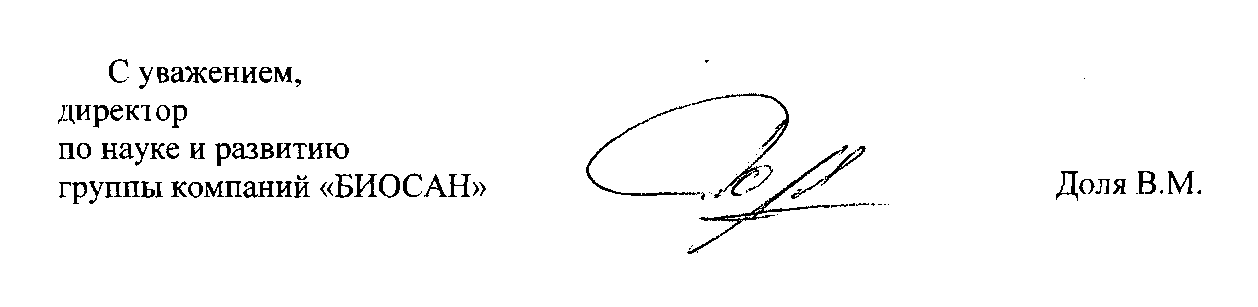 С уважением,
директор
по науке и развитию
группы компаний «БИОСАН» Доля В.М.